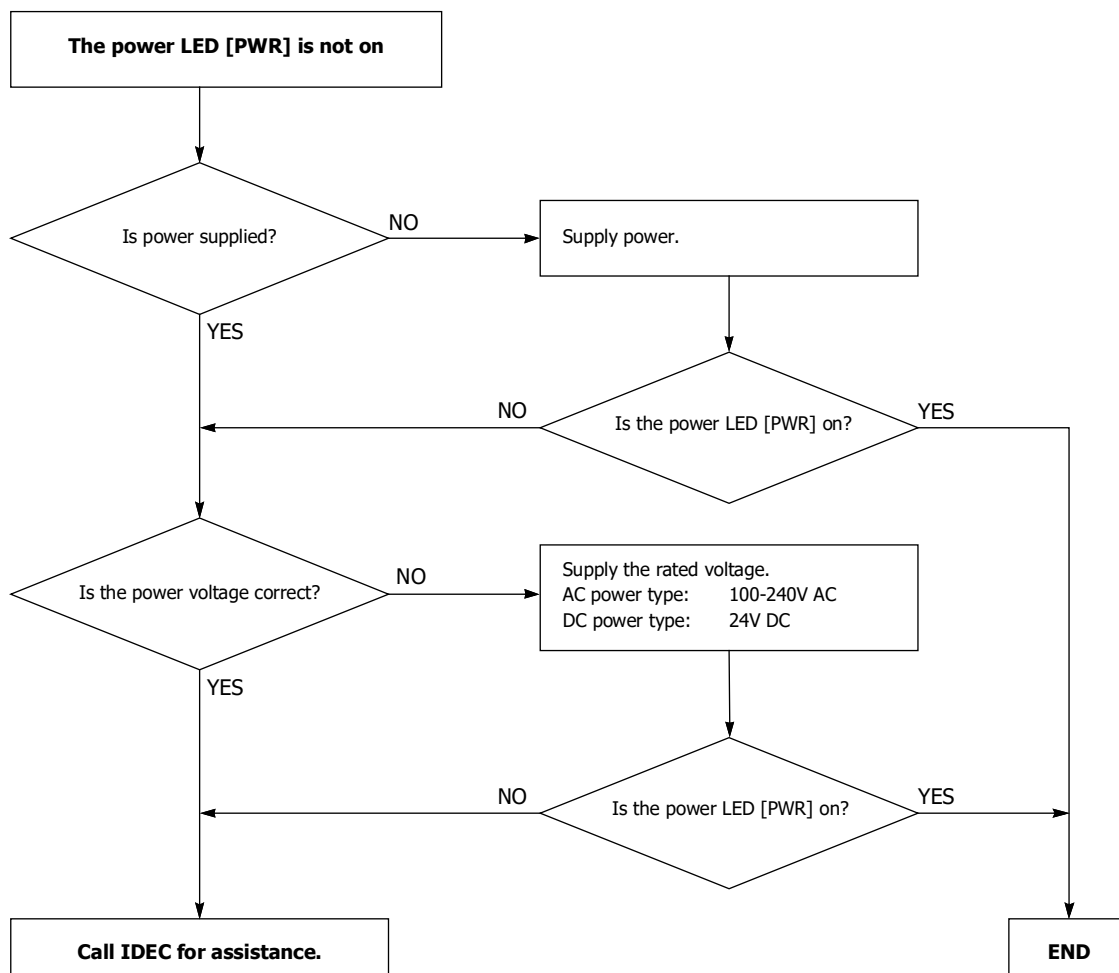 The power LED [PWR] is not on
Is power supplied?
NO
Supply power.
YES
Is the power LED [PWR] on?
NO
YES
Is the power voltage correct?
NO
Supply the rated voltage.
AC power type: 100-240V AC
DC power type: 24V DC
YES
Is the power LED [PWR] on?
NO
YES
Call IDEC for assistance.
END